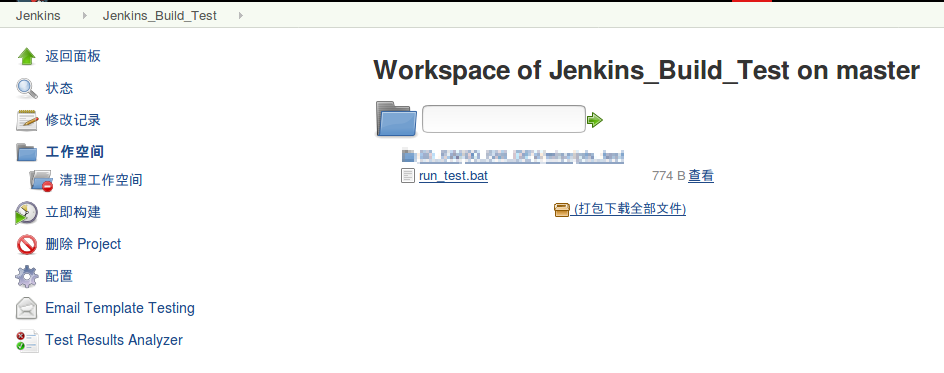 Jenkins Jenkins_Build_Test
返回面板
状态
修改记录
工作空间
清理工作空间
立即构建
删除 Project
配置
Email Template Testing
Test Results Analyzer
Workspace of Jenkins_Build_Test on master
run_test.bat 774 B 查看
(打包下载全部文件)